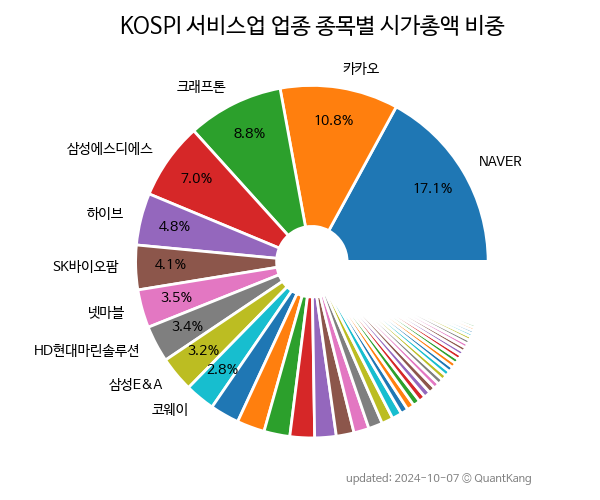 KOSPI 서비스업 업종 종목별 시가총액 비중
카카오
크래프톤
10.8%
8.8%
삼성에스디에스
NAVER
7.0%
17.1%
하이브
4.8%
SK바이오팜
4.1%
3.5%
넷마블
3.4%
HD현대마린솔루션
3.2%
2.8%
삼성E&A
코웨이
updated: 2024-10-07 © QuantKang